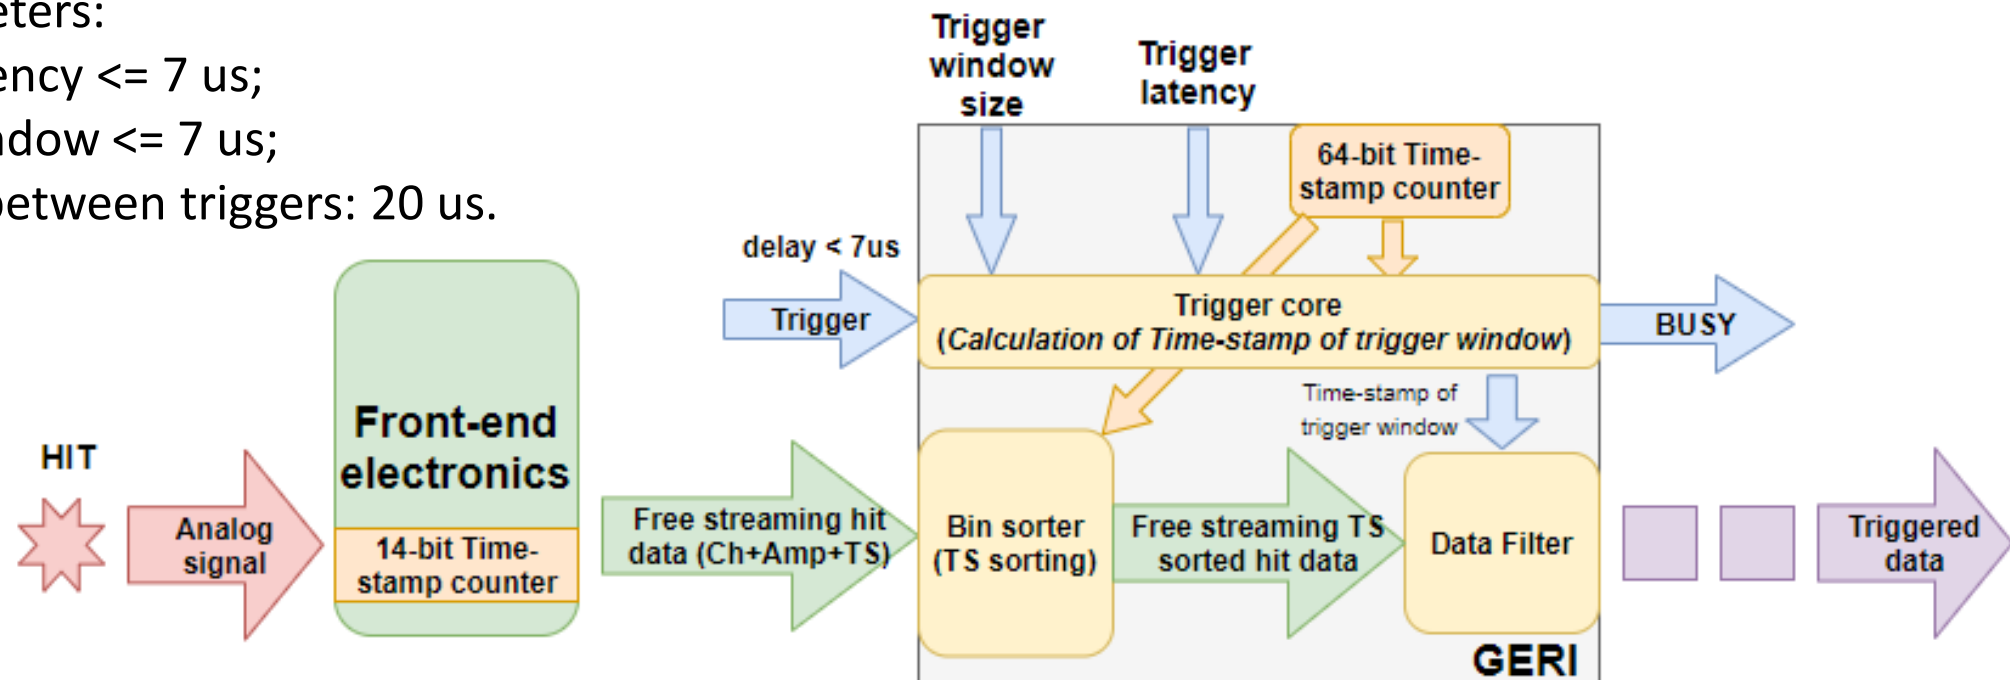 eters:
ency <= 7 us;
ndow <= 7 us;
between triggers: 20 us.
Trigger
window
size
Trigger
latency
64-bit Time-
stamp counter
delay < 7us
Trigger
Trigger core
(Calculation of Time-stamp of trigger window)
BUSY
Time-stamp of
trigger window
HIT
Analog
signal
Front-end
electronics
14-bit Time-
stamp counter
Free streaming hit
data (Ch+Amp+TS)
Bin sorter
(TS sorting)
Free streaming TS
sorted hit data
Data Filter
Triggered
data
GERI